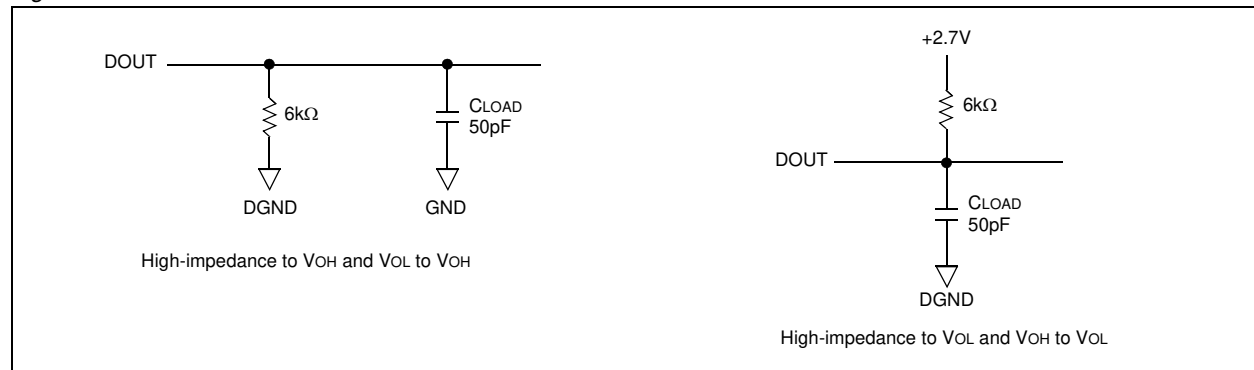 DOUT
6kΩ
CLOAD
50pF
DGND
GND
High-impedance to VOH and VOL to VOH
+2.7V
6kΩ
DOUT
CLOAD
50pF
DGND
High-impedance to VOL and VOH to VOL